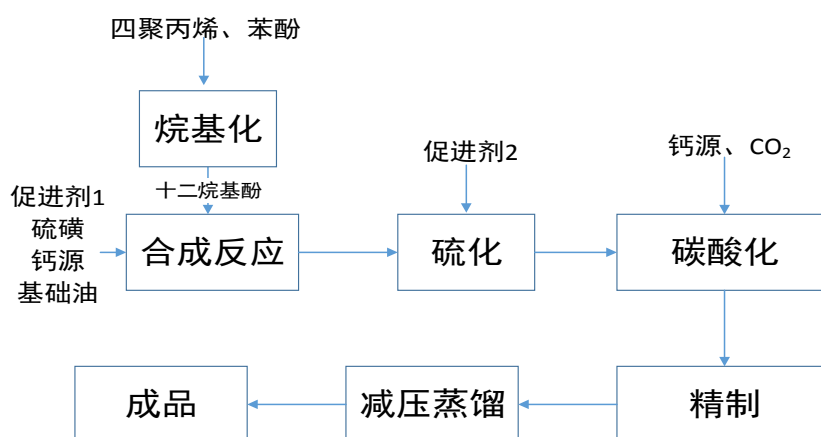 四聚丙烯、苯酚
烷基化
十二烷基酚
促进剂1
硫磺
钙源
基础油
合成反应
促进剂2
硫化
钙源、CO₂
碳酸化
精制
减压蒸馏
成品